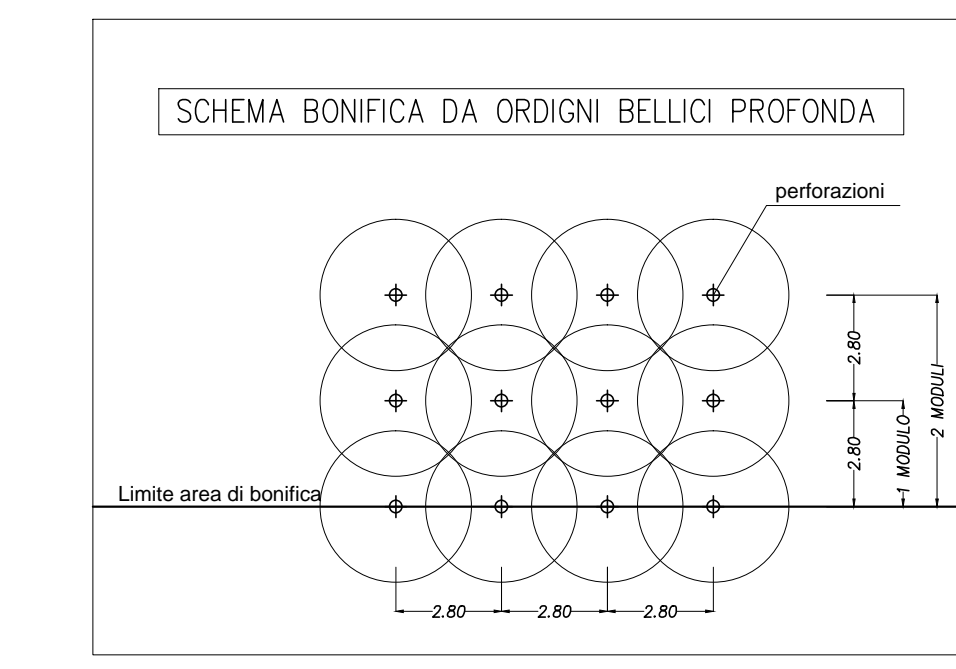 SCHEMA BONIFICA DA ORDIGNI BELLICI PROFONDA
perforazioni
2.80
2 MODULI
2.80
1 MODULO
Limite area di bonifica
2.80
2.80
2.80